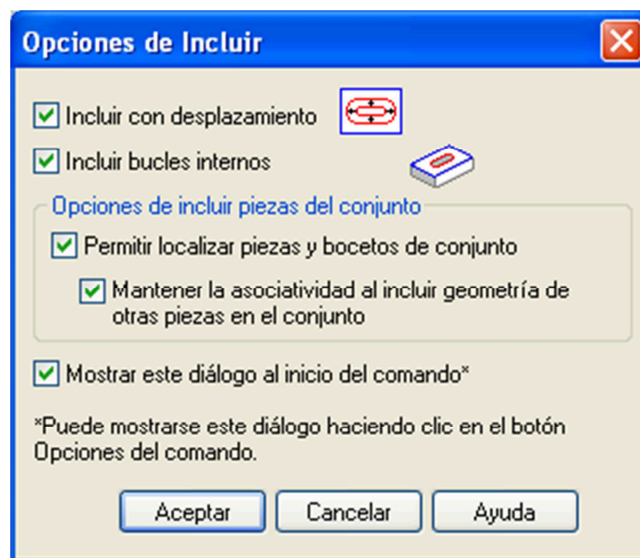 Opciones de Incluir
Incluir con desplazamiento
Incluir bucles internos
Opciones de incluir piezas del conjunto
Permitir localizar piezas y bocetos de conjunto
Mantener la asociatividad al incluir geometría de
otras piezas en el conjunto
Mostrar este diálogo al inicio del comando*
*Puede mostrarse este diálogo haciendo clic en el botón
Opciones del comando.
Aceptar
Cancelar
Ayuda